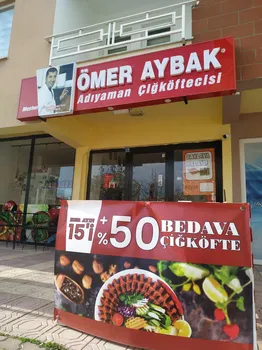 ÖMER AYBAK
Adıyaman Çiğköftecisi
15'i
+
%50 BEDAVA
ÇİĞKÖFTE